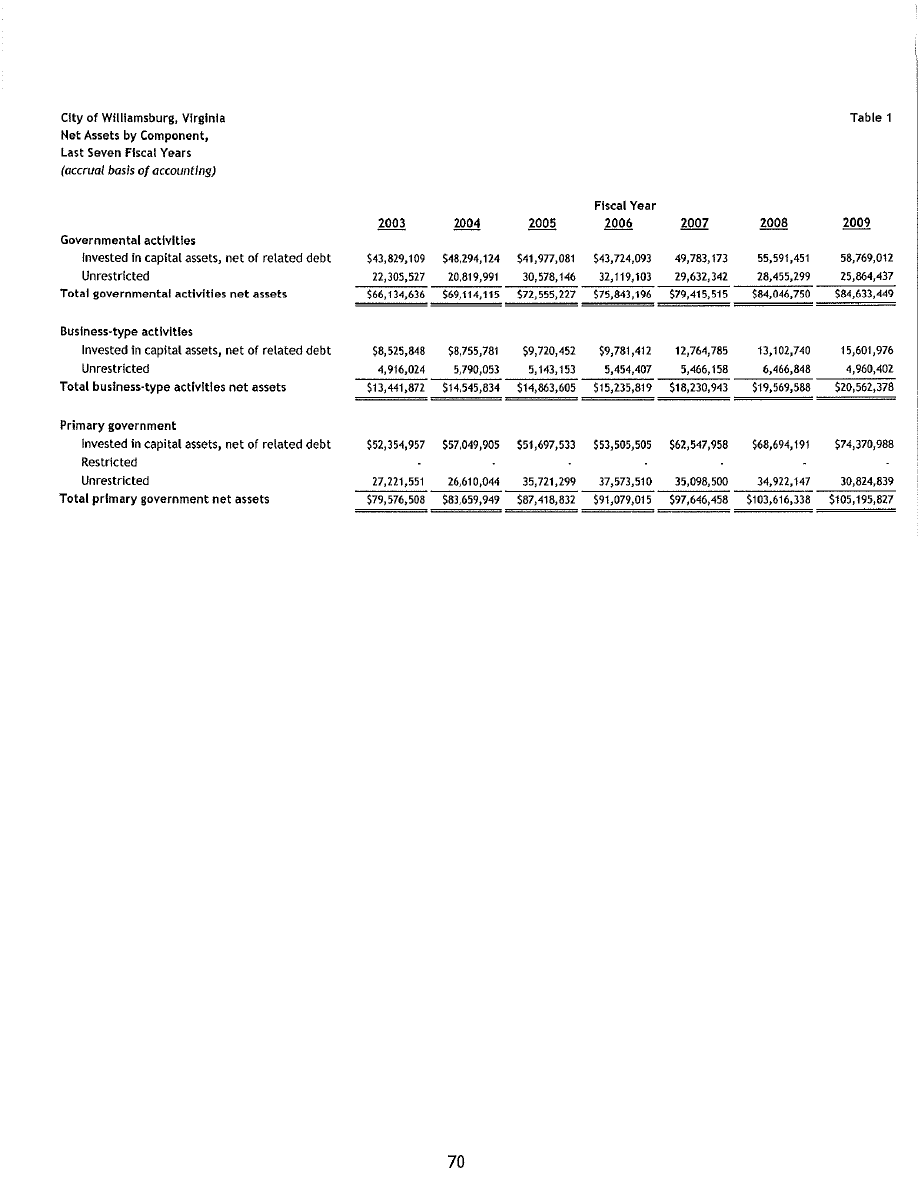 City of Williamsburg, Virginia Table 1
Net Assets by Component,
Last Seven Fiscal Years
(accrual basis of accounting)
Fiscal Year
2003 2004 2005 2006 2007 2008 2009
Governmental activities
Invested in capital assets, net of related debt $43,829,109 $48,294,124 $41,977,081 $43,724,093 49,783,173 55,591,451 58,769,012
Unrestricted 22,305,527 20,819,991 30,578,146 32,119,103 29,632,342 28,455,299 25,864,437
Total governmental activities net assets $66,134,636 $69,114,115 $72,555,227 $75,843,196 $79,415,515 $84,046,750 $84,633,449
Business-type activities
Invested in capital assets, net of related debt $8,525,848 $8,755,781 $9,720,452 $9,781,412 12,764,785 13,102,740 15,601,976
Unrestricted 4,916,024 5,790,053 5,143,153 5,454,407 5,466,158 6,466,848 4,960,402
Total business-type activities net assets $13,441,872 $14,545,834 $14,863,605 $15,235,819 $18,230,943 $19,569,588 $20,562,378
Primary government
Invested in capital assets, net of related debt $52,354,957 $57,049,905 $51,697,533 $53,505,505 $62,547,958 $68,694,191 $74,370,988
Restricted - - - - - - -
Unrestricted 27,221,551 26,610,044 35,721,299 37,573,510 35,098,500 34,922,147 30,824,839
Total primary government net assets $79,576,508 $83,659,949 $87,418,832 $91,079,015 $97,646,458 $103,616,338 $105,195,827
70